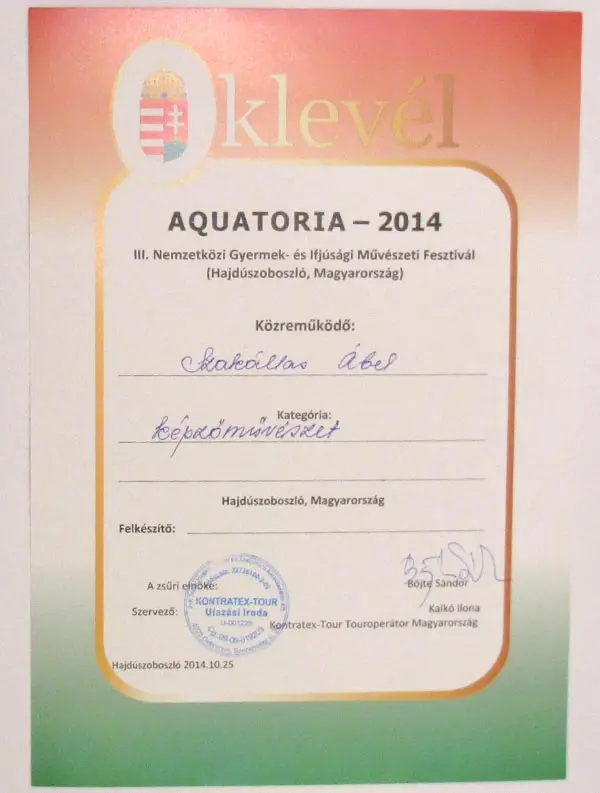 Oklevél
AQUATORIA – 2014
III. Nemzetközi Gyermek- és Ifjúsági Művészeti Fesztivál
(Hajdúszoboszló, Magyarország)
Közreműködő:
Szakállas Ábel
Kategória:
képzőművészet
Hajdúszoboszló, Magyarország
Felkészítő:
A zsűri elnöke:
Böjte Sándor
KONTRATEX-TOUR
Utazási Iroda
U-001229
Szervező:
Kalkó Ilona
Kontratex-Tour Touroperátor Magyarország
Hajdúszoboszló 2014.10.25